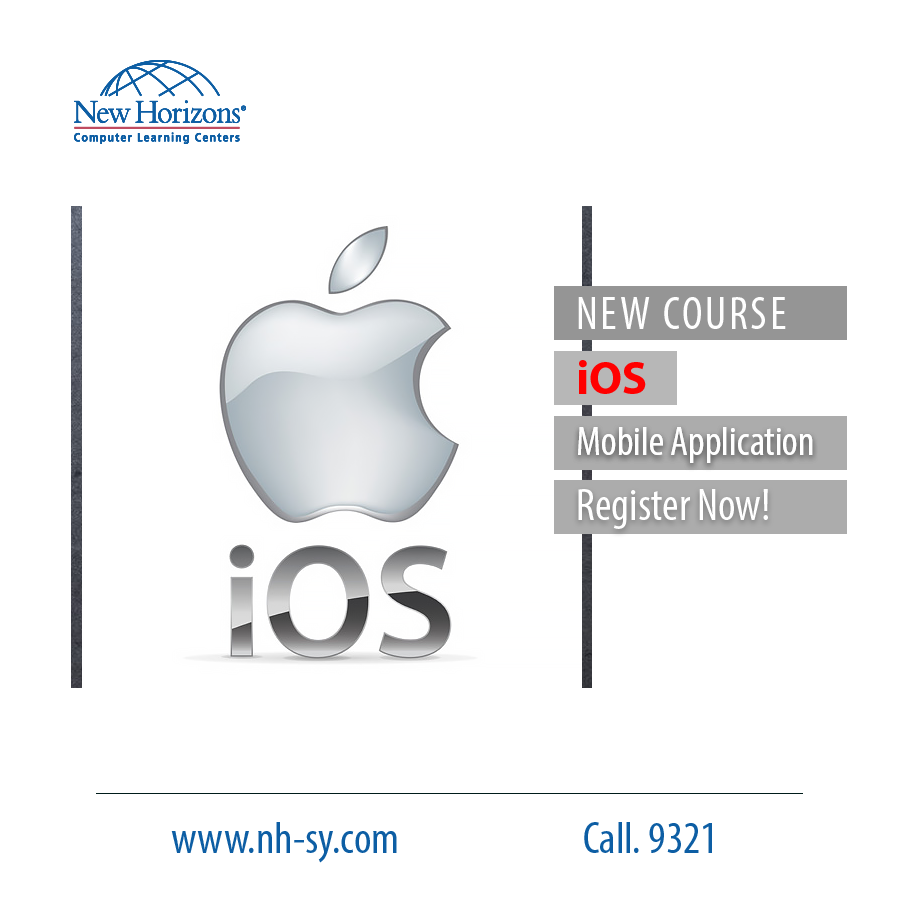 New Horizons®
Computer Learning Centers
NEW COURSE
iOS
Mobile Application
Register Now!
iOS
www.nh-sy.com
Call. 9321